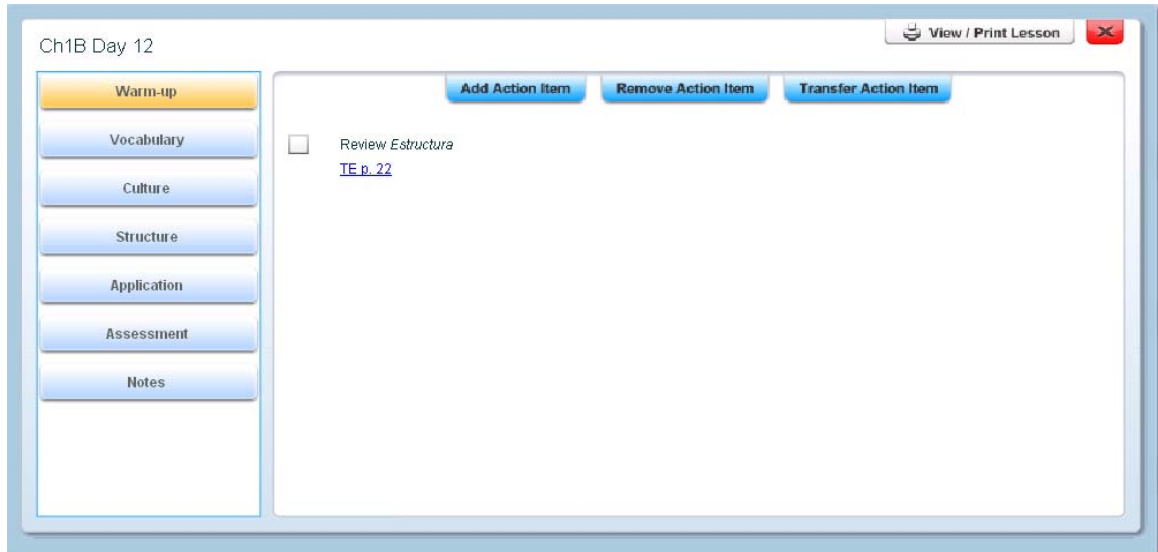 View / Print Lesson
Ch1B Day 12
Warm-up
Vocabulary
Culture
Structure
Application
Assessment
Notes
Add Action Item
Remove Action Item
Transfer Action Item
Review Estructura
TE p. 22